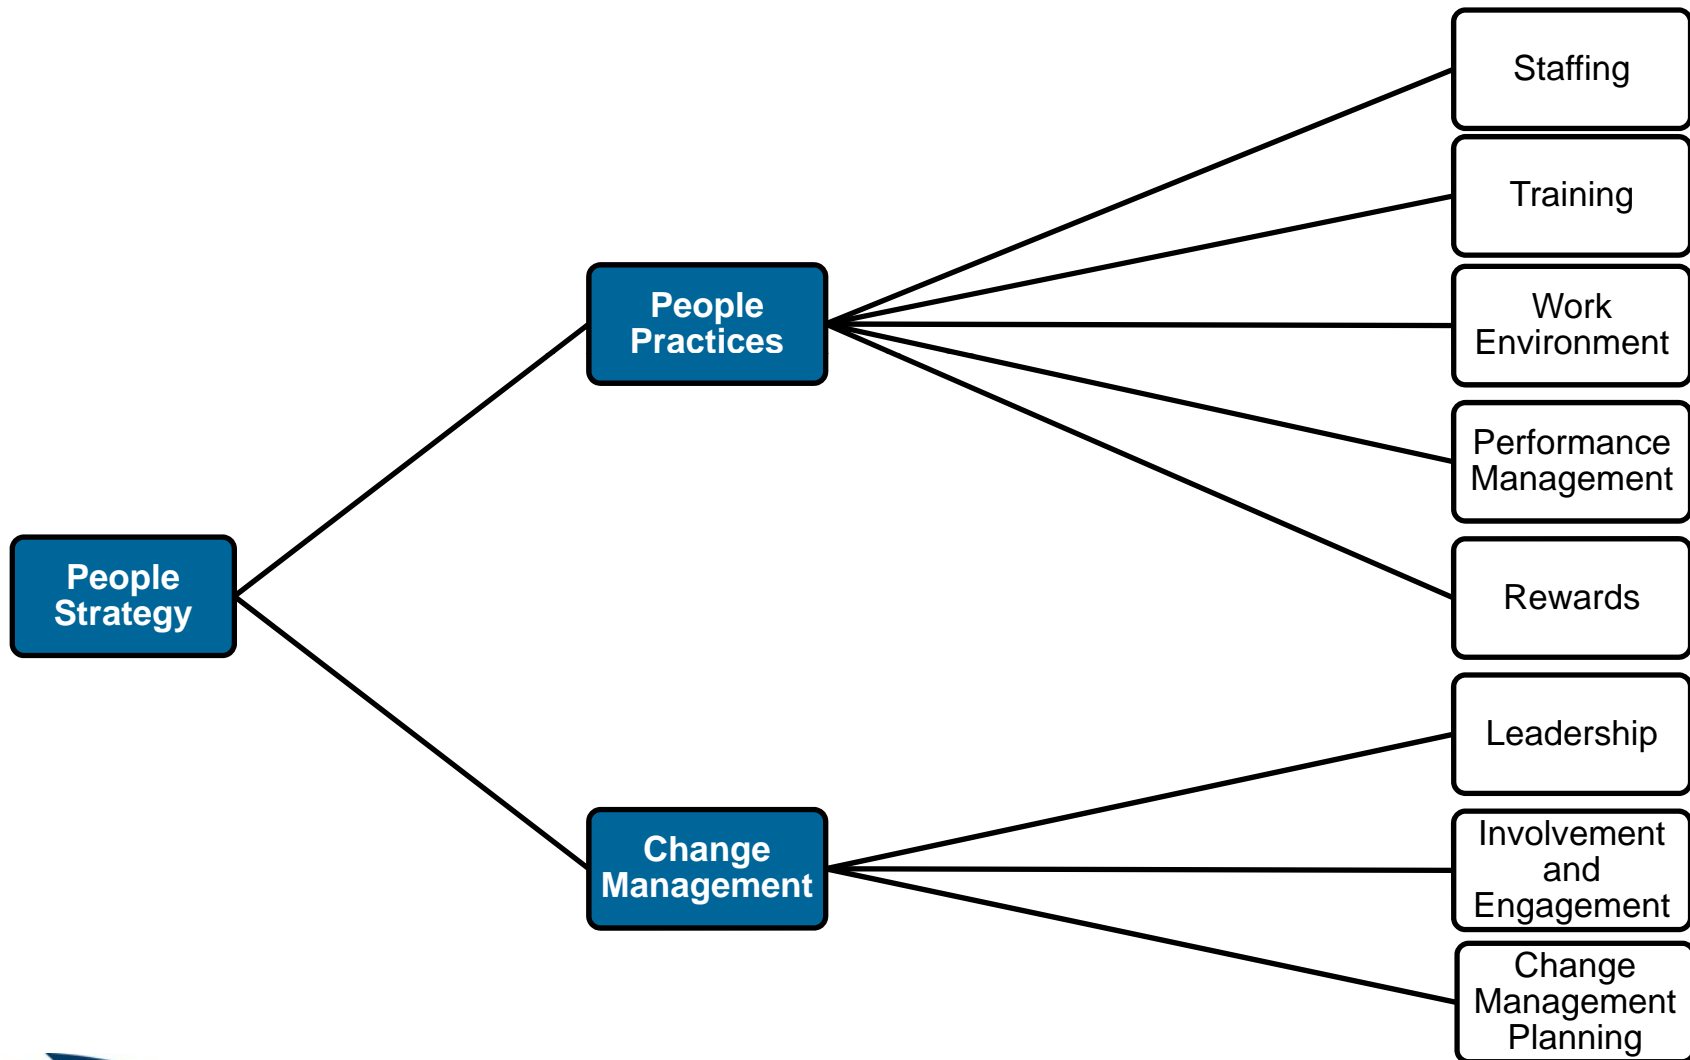 Staffing
Training
People
Practices
Work
Environment
Performance
Management
People
Strategy
Rewards
Leadership
Change
Management
Involvement
and
Engagement
Change
Management
Planning